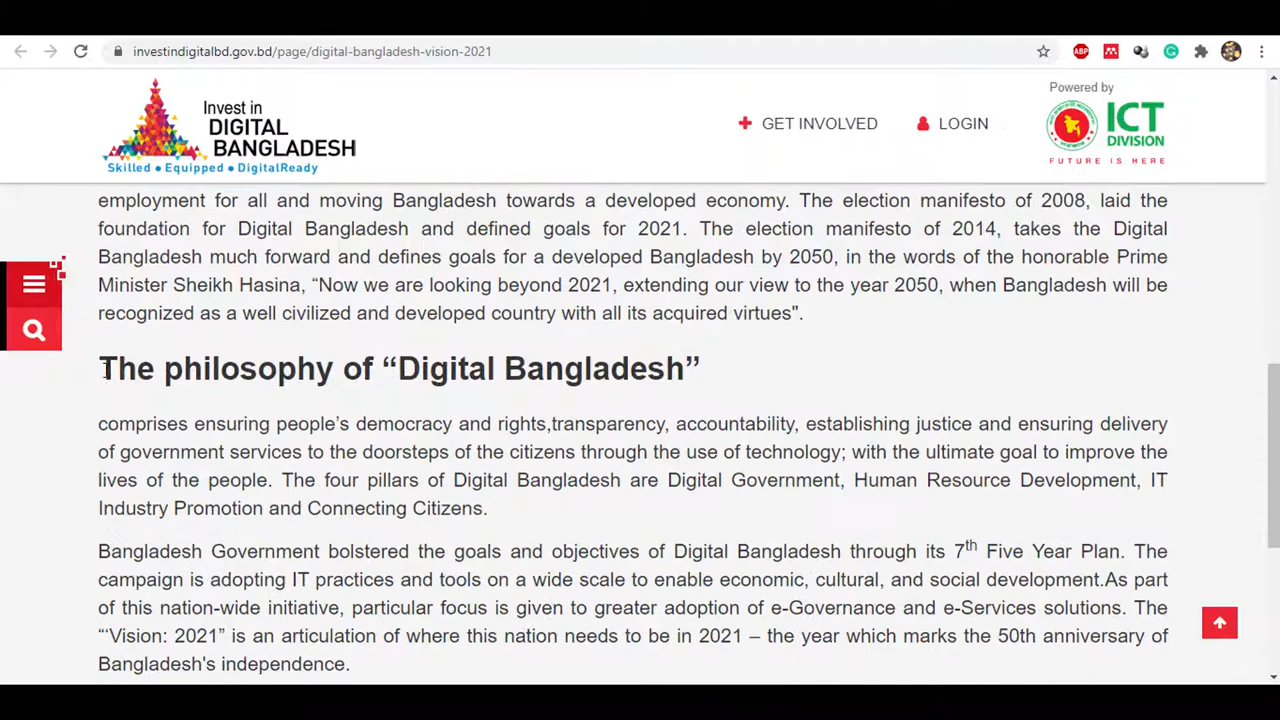 investindigitalbd.gov.bd/page/digital-bangladesh-vision-2021
ABP
Invest in
DIGITAL
BANGLADESH
Skilled • Equipped • DigitalReady
GET INVOLVED
LOGIN
Powered by
ICT
DIVISION
FUTURE IS HERE
employment for all and moving Bangladesh towards a developed economy. The election manifesto of 2008, laid the
foundation for Digital Bangladesh and defined goals for 2021. The election manifesto of 2014, takes the Digital
Bangladesh much forward and defines goals for a developed Bangladesh by 2050, in the words of the honorable Prime
Minister Sheikh Hasina, “Now we are looking beyond 2021, extending our view to the year 2050, when Bangladesh will be
recognized as a well civilized and developed country with all its acquired virtues".
The philosophy of “Digital Bangladesh”
comprises ensuring people’s democracy and rights,transparency, accountability, establishing justice and ensuring delivery
of government services to the doorsteps of the citizens through the use of technology; with the ultimate goal to improve the
lives of the people. The four pillars of Digital Bangladesh are Digital Government, Human Resource Development, IT
Industry Promotion and Connecting Citizens.
Bangladesh Government bolstered the goals and objectives of Digital Bangladesh through its 7th Five Year Plan. The
campaign is adopting IT practices and tools on a wide scale to enable economic, cultural, and social development.As part
of this nation-wide initiative, particular focus is given to greater adoption of e-Governance and e-Services solutions. The
“‘Vision: 2021” is an articulation of where this nation needs to be in 2021 – the year which marks the 50th anniversary of
Bangladesh's independence.